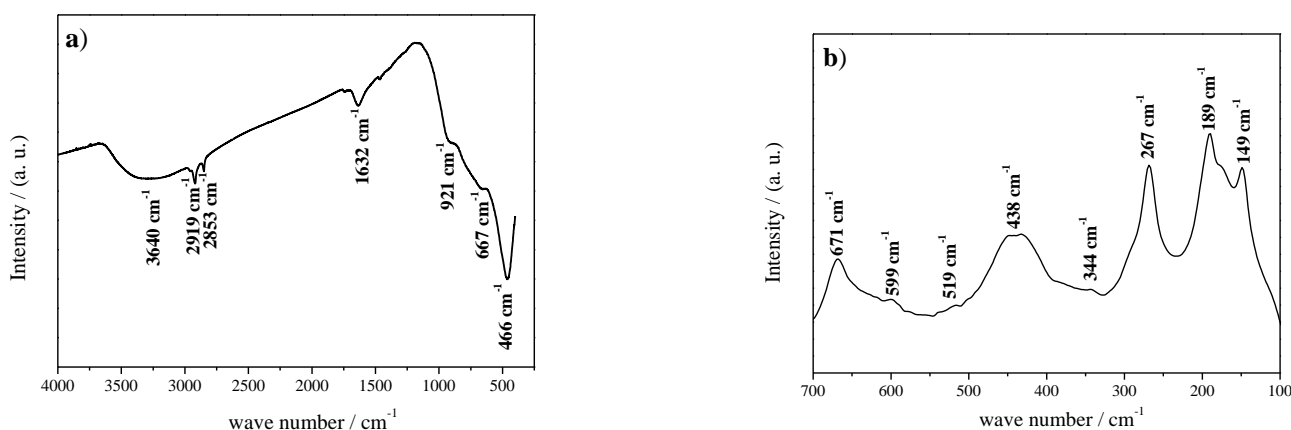 a)
Intensity / (a. u.)
3640 cm⁻¹
2919 cm⁻¹
2853 cm⁻¹
1632 cm⁻¹
921 cm⁻¹
667 cm⁻¹
466 cm⁻¹
4000 3500 3000 2500 2000 1500 1000 500
wave number / cm⁻¹
b)
Intensity / (a. u.)
671 cm⁻¹
599 cm⁻¹
519 cm⁻¹
438 cm⁻¹
344 cm⁻¹
267 cm⁻¹
189 cm⁻¹
149 cm⁻¹
700 600 500 400 300 200 100
wave number / cm⁻¹